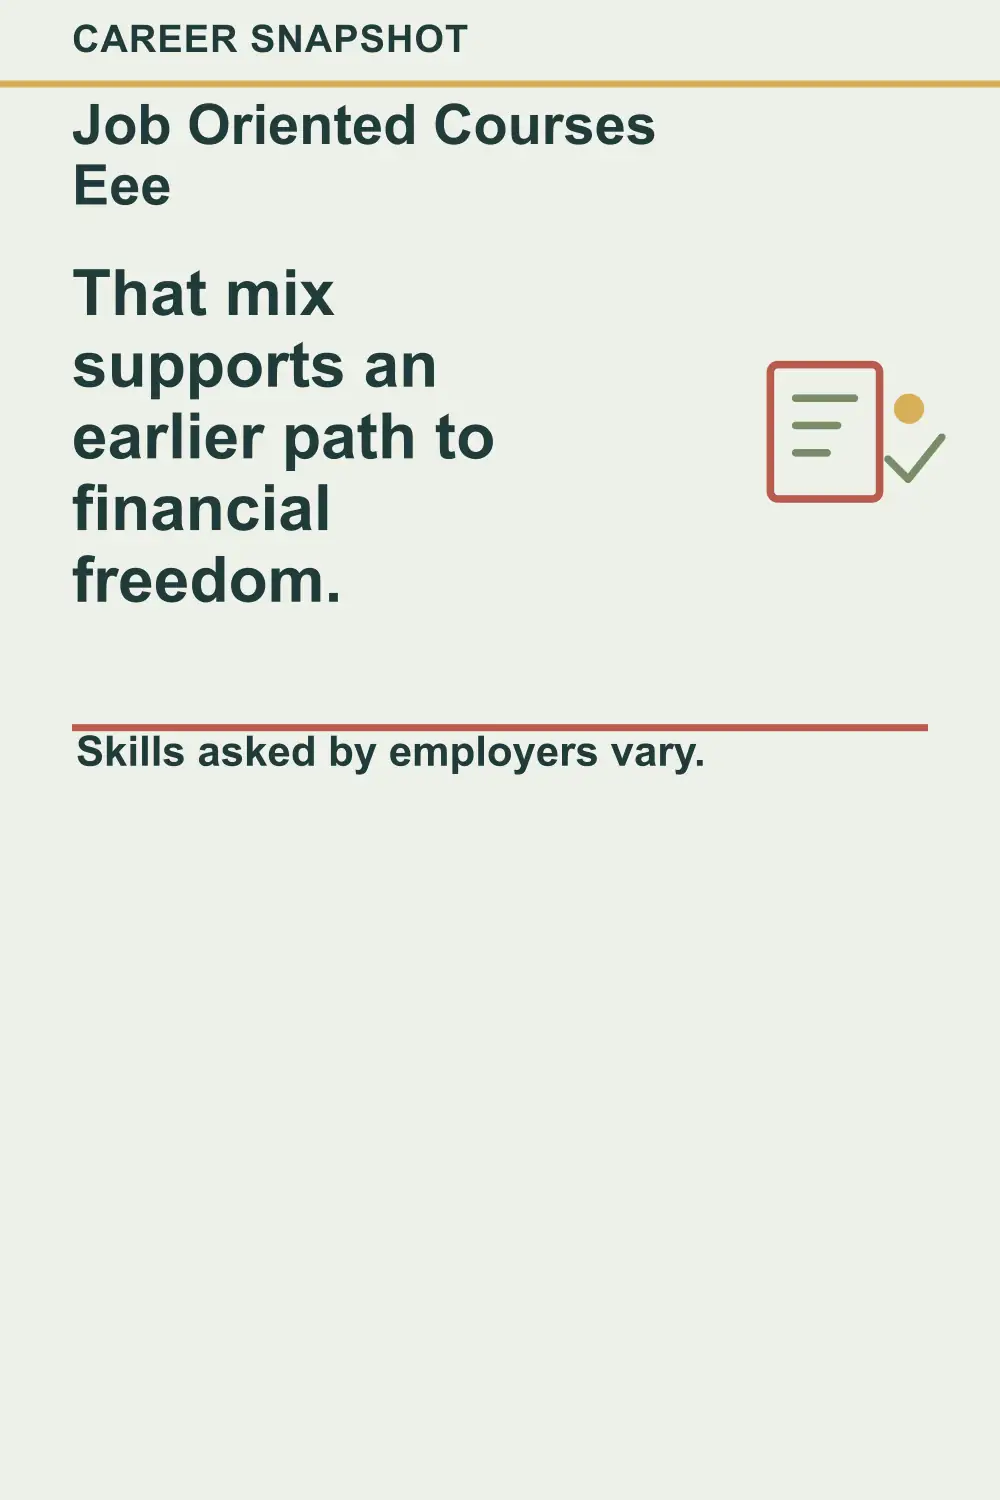 CAREER SNAPSHOT
Job Oriented Courses
Eee
That mix
supports an
earlier path to
financial
freedom.
Skills asked by employers vary.